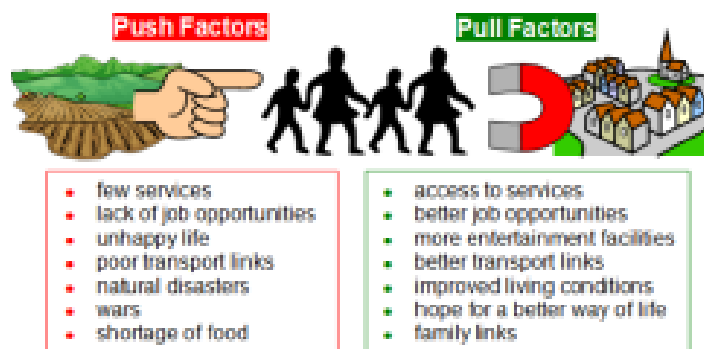 Push Factors
Pull Factors
few services
lack of job opportunities
unhappy life
poor transport links
natural disasters
wars
shortage of food
access to services
better job opportunities
more entertainment facilities
better transport links
improved living conditions
hope for a better way of life
family links